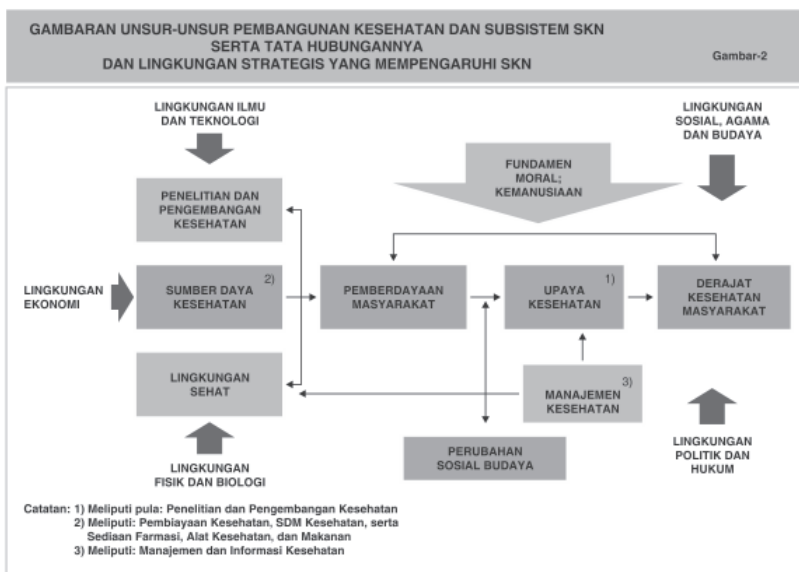 GAMBARAN UNSUR-UNSUR PEMBANGUNAN KESEHATAN DAN SUBSISTEM SKN
SERTA TATA HUBUNGANNYA
DAN LINGKUNGAN STRATEGIS YANG MEMPENGARUHI SKN
Gambar-2
LINGKUNGAN ILMU
DAN TEKNOLOGI
LINGKUNGAN
SOSIAL, AGAMA
DAN BUDAYA
FUNDAMEN
MORAL;
KEMANUSIAAN
PENELITIAN DAN
PENGEMBANGAN
KESEHATAN
LINGKUNGAN
EKONOMI
SUMBER DAYA
KESEHATAN
2)
PEMBERDAYAAN
MASYARAKAT
UPAYA
KESEHATAN
1)
DERAJAT
KESEHATAN
MASYARAKAT
LINGKUNGAN
SEHAT
MANAJEMEN
KESEHATAN
3)
LINGKUNGAN
FISIK DAN BIOLOGI
PERUBAHAN
SOSIAL BUDAYA
LINGKUNGAN
POLITIK DAN
HUKUM
Catatan: 1) Meliputi pula: Penelitian dan Pengembangan Kesehatan
2) Meliputi: Pembiayaan Kesehatan, SDM Kesehatan, serta
Sediaan Farmasi, Alat Kesehatan, dan Makanan
3) Meliputi: Manajemen dan Informasi Kesehatan